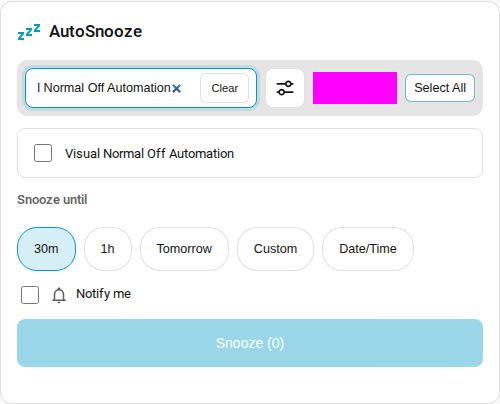 zzz AutoSnooze
l Normal Off Automation Clear Select All
Visual Normal Off Automation
Snooze until
30m 1h Tomorrow Custom Date/Time
Notify me
Snooze (0)